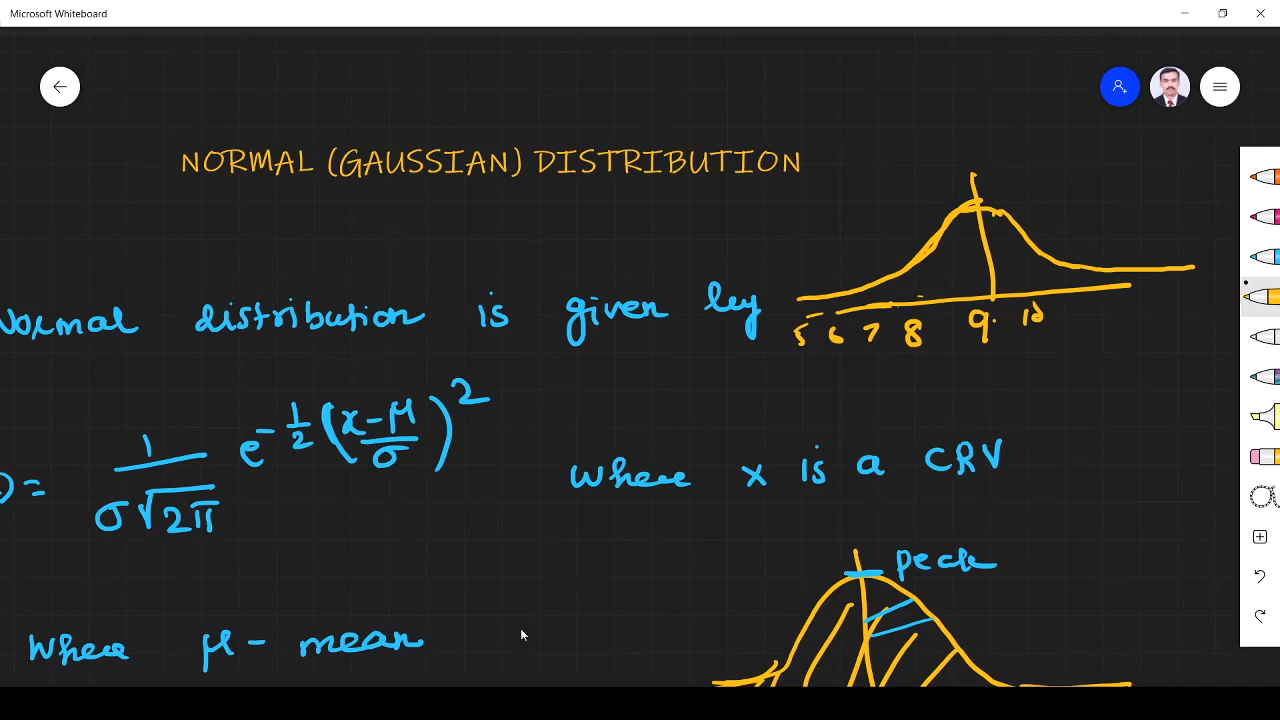 Microsoft Whiteboard
NORMAL (GAUSSIAN) DISTRIBUTION
Normal distribution is given by
5 6 7 8 9 10
) = 1/(σ√2π) e^(-1/2((x-μ)/σ)^2)
where x is a CRV
peak
where μ - mean